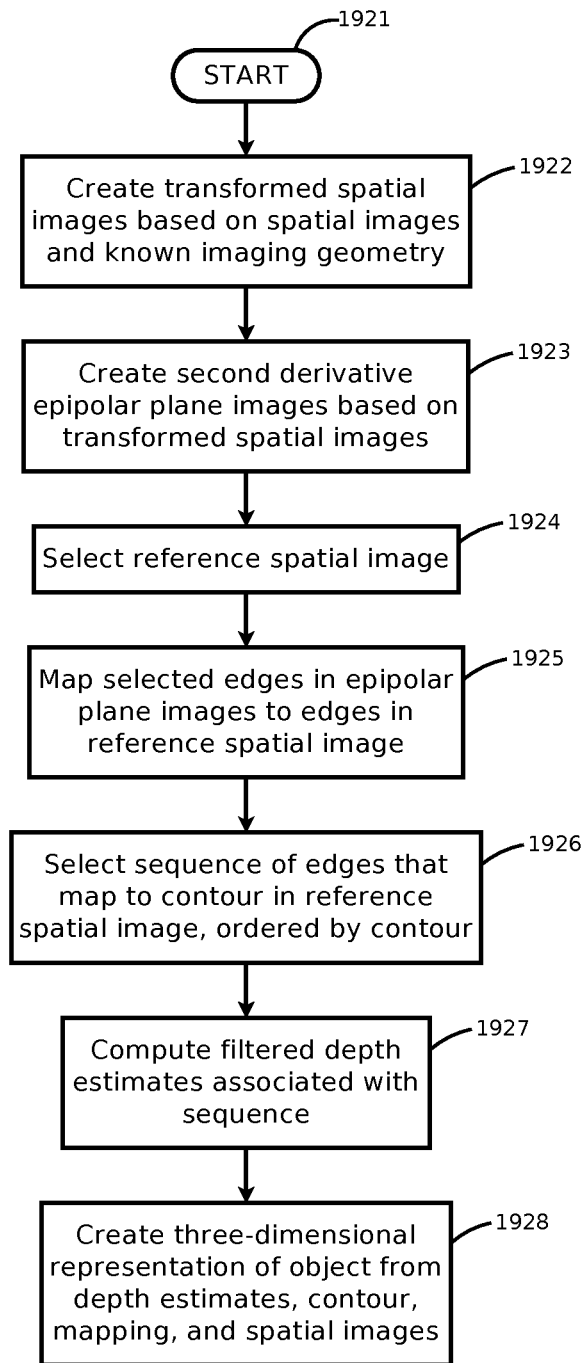 1921
START
1922
Create transformed spatial
images based on spatial images
and known imaging geometry
1923
Create second derivative
epipolar plane images based on
transformed spatial images
1924
Select reference spatial image
1925
Map selected edges in epipolar
plane images to edges in
reference spatial image
1926
Select sequence of edges that
map to contour in reference
spatial image, ordered by contour
1927
Compute filtered depth
estimates associated with
sequence
1928
Create three-dimensional
representation of object from
depth estimates, contour,
mapping, and spatial images